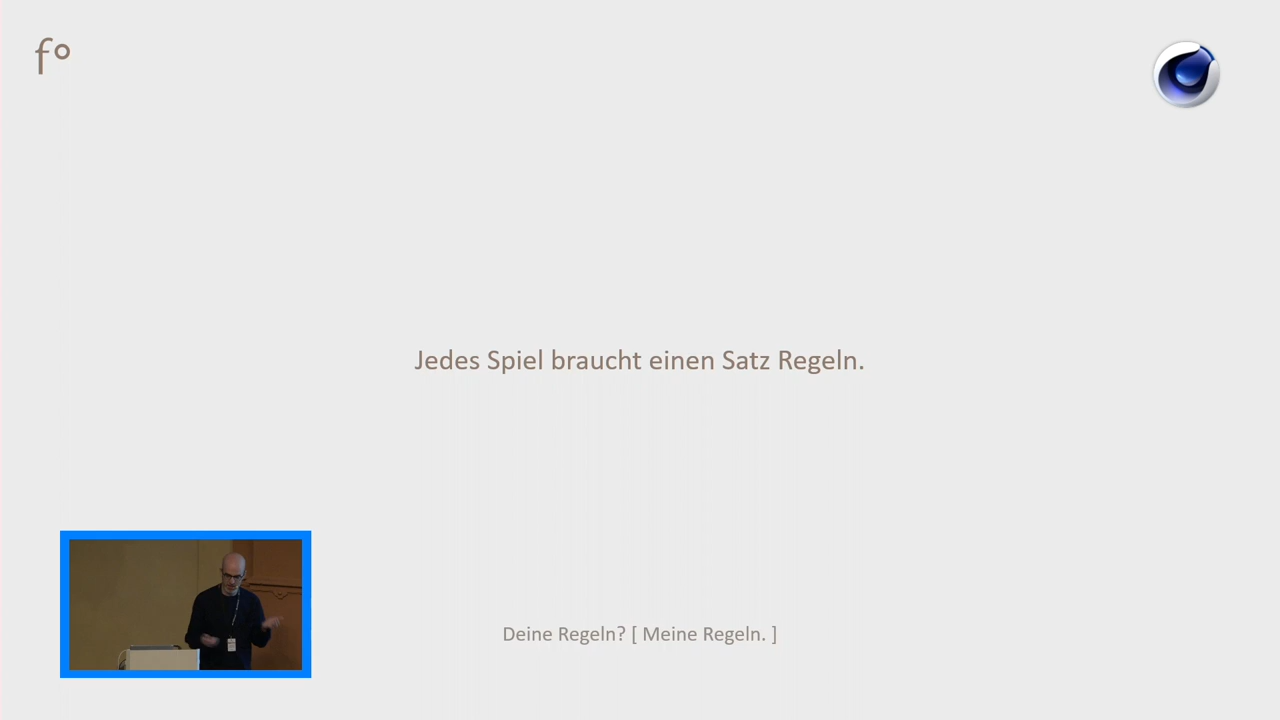 f°
Jedes Spiel braucht einen Satz Regeln.
Deine Regeln? [ Meine Regeln. ]